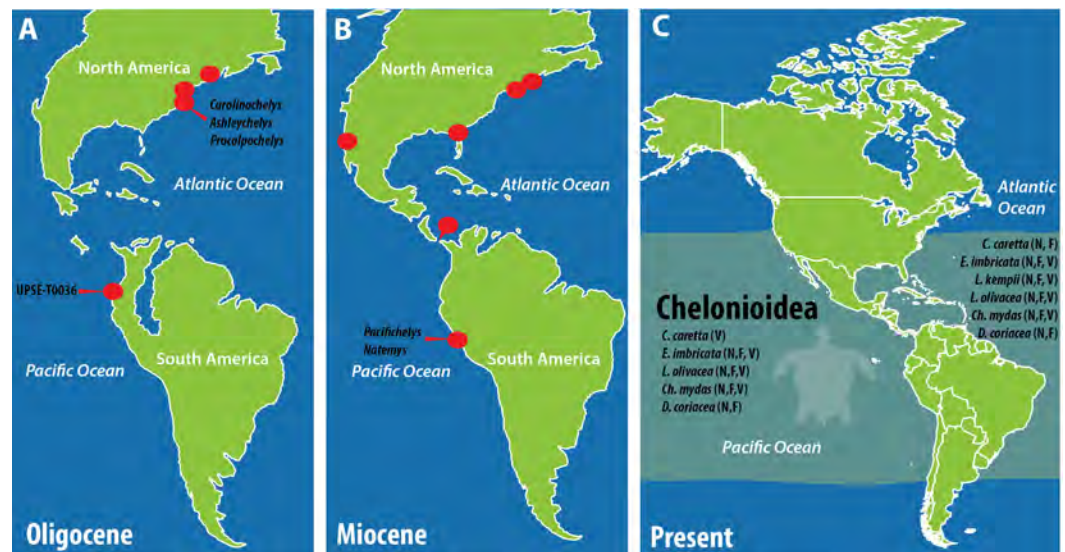 A
North America
Carolinochelys
Ashleychelys
Procolpochelys
Atlantic Ocean
UPSE-T0036
South America
Pacific Ocean
Oligocene
B
North America
Atlantic Ocean
Pacifichelys
Natemys
South America
Pacific Ocean
Miocene
C
Atlantic
Ocean
C. caretta (N, F)
E. imbricata (N,F, V)
L. kempii (N,F, V)
L. olivacea (N,F,V)
Ch. mydas (N,F,V)
D. coriacea (N,F)
Chelonioidea
C. caretta (V)
E. imbricata (N,F, V)
L. olivacea (N,F,V)
Ch. mydas (N,F,V)
D. coriacea (N,F)
Pacific Ocean
Present